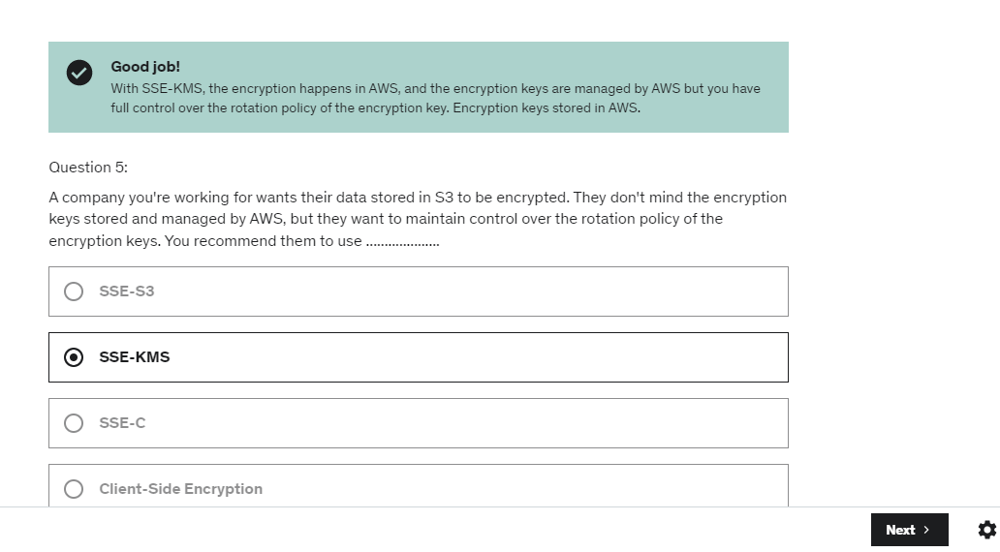 Good job!
With SSE-KMS, the encryption happens in AWS, and the encryption keys are managed by AWS but you have
full control over the rotation policy of the encryption key. Encryption keys stored in AWS.
Question 5:
A company you're working for wants their data stored in S3 to be encrypted. They don't mind the encryption
keys stored and managed by AWS, but they want to maintain control over the rotation policy of the
encryption keys. You recommend them to use ....................
SSE-S3
SSE-KMS
SSE-C
Client-Side Encryption
Next